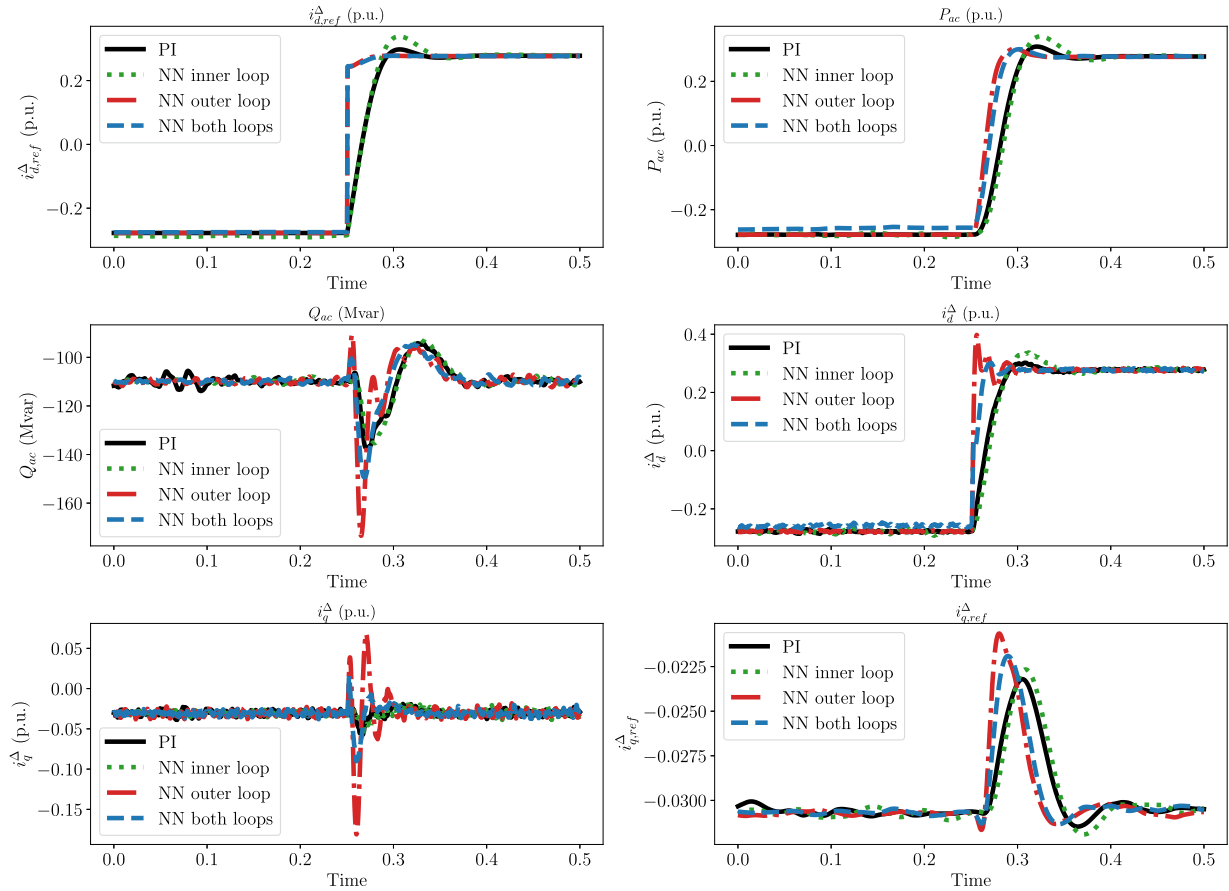 i^Δ_{d,ref} (p.u.)
i^Δ_{d,ref} (p.u.)
0.2
0.0
−0.2
PI
NN inner loop
NN outer loop
NN both loops
0.0 0.1 0.2 0.3 0.4 0.5
Time
P_{ac} (p.u.)
P_{ac} (p.u.)
0.2
0.0
−0.2
PI
NN inner loop
NN outer loop
NN both loops
0.0 0.1 0.2 0.3 0.4 0.5
Time
Q_{ac} (Mvar)
Q_{ac} (Mvar)
−100
−120
−140
−160
PI
NN inner loop
NN outer loop
NN both loops
0.0 0.1 0.2 0.3 0.4 0.5
Time
i^Δ_d (p.u.)
i^Δ_d (p.u.)
0.4
0.2
0.0
−0.2
PI
NN inner loop
NN outer loop
NN both loops
0.0 0.1 0.2 0.3 0.4 0.5
Time
i^Δ_q (p.u.)
i^Δ_q (p.u.)
0.05
0.00
−0.05
−0.10
−0.15
PI
NN inner loop
NN outer loop
NN both loops
0.0 0.1 0.2 0.3 0.4 0.5
Time
i^Δ_{q,ref}
i^Δ_{q,ref}
−0.0225
−0.0250
−0.0275
−0.0300
PI
NN inner loop
NN outer loop
NN both loops
0.0 0.1 0.2 0.3 0.4 0.5
Time